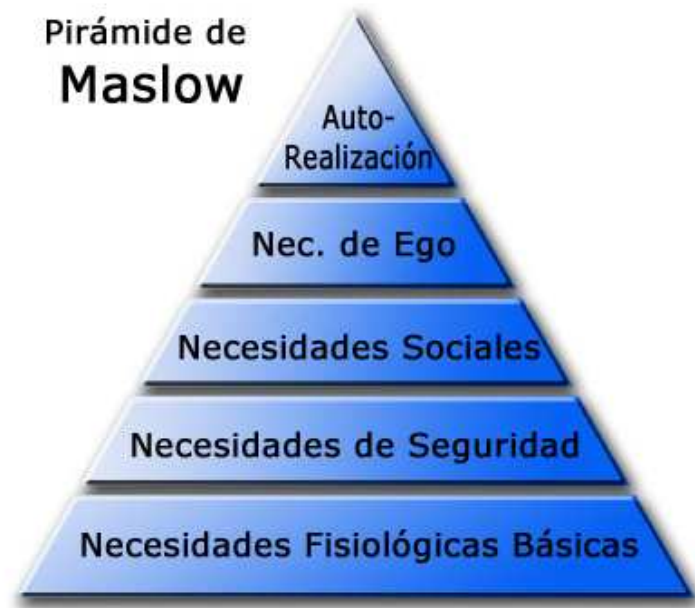 Pirámide de
Maslow
Auto-
Realización
Nec. de Ego
Necesidades Sociales
Necesidades de Seguridad
Necesidades Fisiológicas Básicas